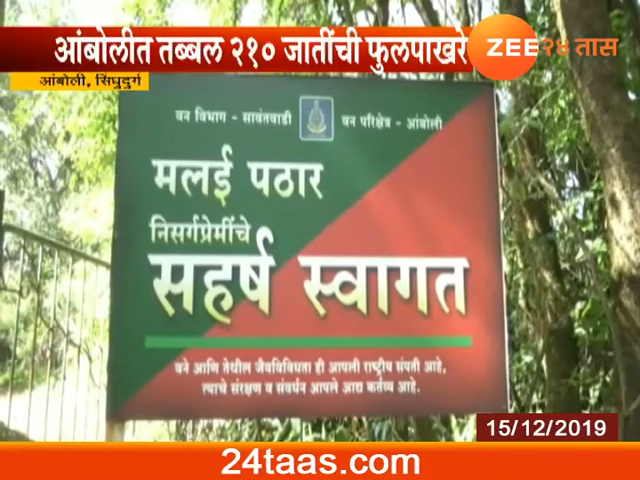 आंबोलीत तब्बल २१० जातींची फुलपाखरे
ZEE २४ तास
आंबोली, सिंधुदुर्ग
वन विभाग - सावंतवाडी वन परिक्षेत्र - आंबोली
मलई पठार
निसर्गप्रेमींचे
सहर्ष स्वागत
वने आणि तेथील जैवविविधता ही आपली राष्ट्रीय संपती आहे,
त्याचे संरक्षण व संवर्धन आपले आद्य कर्तव्य आहे.
15/12/2019
24taas.com